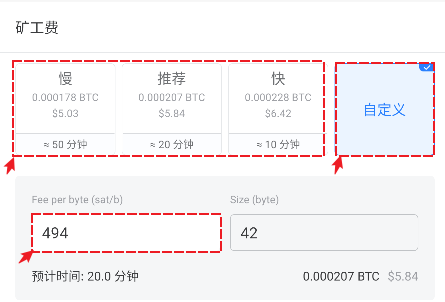 矿工费
慢 推荐 快 自定义
0.000178 BTC 0.000207 BTC 0.000228 BTC
$5.03 $5.84 $6.42
≈ 50 分钟 ≈ 20 分钟 ≈ 10 分钟
Fee per byte (sat/b) Size (byte)
494 42
预计时间: 20.0 分钟 0.000207 BTC $5.84